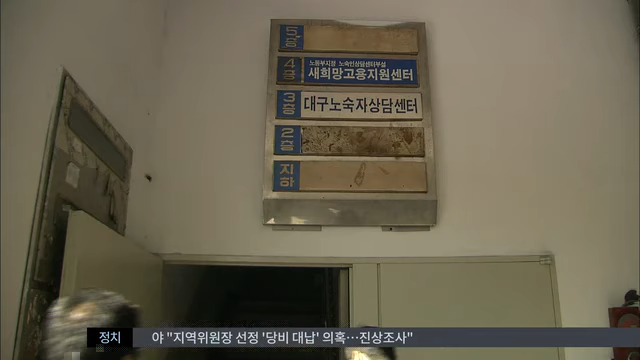 5층
4층 노동부지정 노숙인상담센터부설
새희망고용지원센터
3층 대구노숙자상담센터
2층
지하
정치 야 "지역위원장 선정 '당비 대납' 의혹…진상조사"